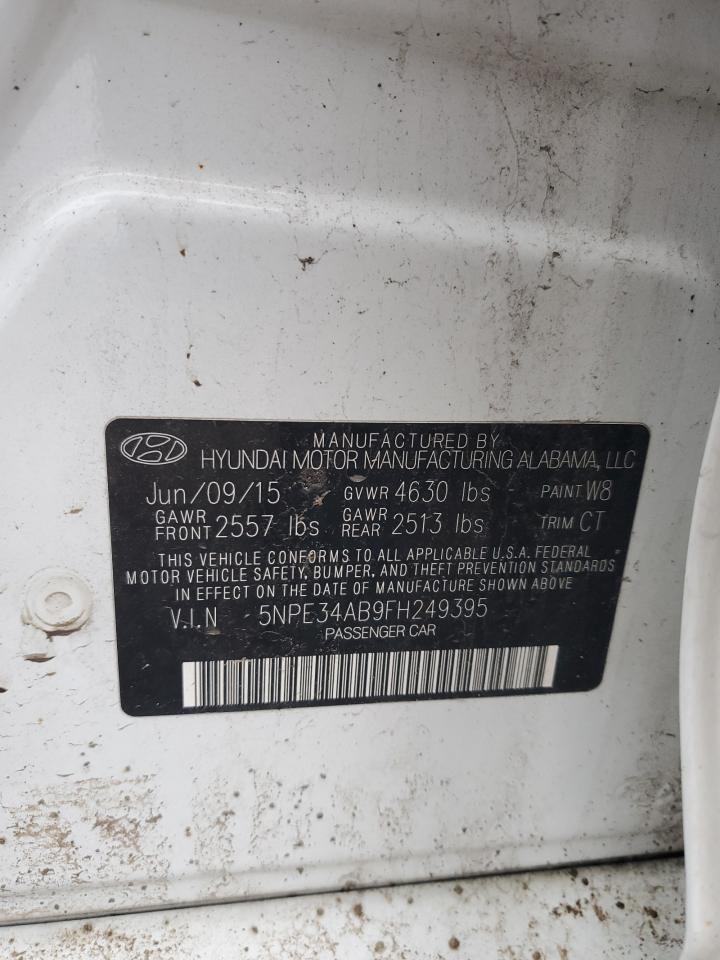 MANUFACTURED BY
HYUNDAI MOTOR MANUFACTURING ALABAMA, LLC
Jun/09/15 GVWR 4630 lbs PAINT W8
GAWR FRONT 2557 lbs GAWR REAR 2513 lbs TRIM CT
THIS VEHICLE CONFORMS TO ALL APPLICABLE U.S.A. FEDERAL
MOTOR VEHICLE SAFETY, BUMPER, AND THEFT PREVENTION STANDARDS
IN EFFECT ON THE DATE OF MANUFACTURE SHOWN ABOVE
V.I.N 5NPE34AB9FH249395
PASSENGER CAR